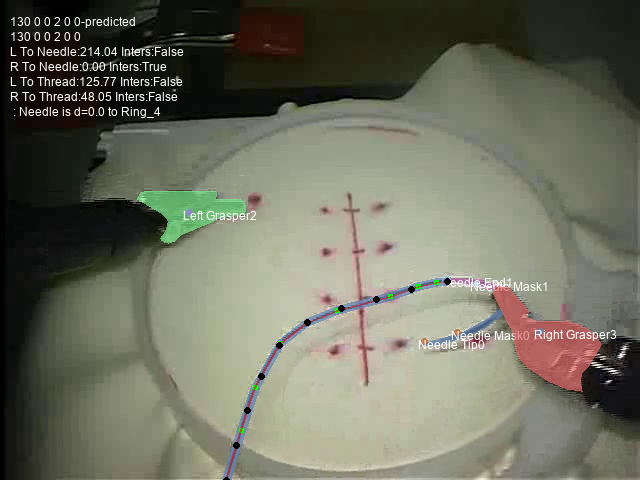 130 0 0 2 0 0-predicted
130 0 0 2 0 0
L To Needle:214.04 Inters:False
R To Needle:0.00 Inters:True
L To Thread:125.77 Inters:False
R To Thread:48.05 Inters:False
: Needle is d=0.0 to Ring_4
Left Grasper2
Needle End1
Needle Mask1
Needle Mask0
Right Grasper3
Needle Tip0